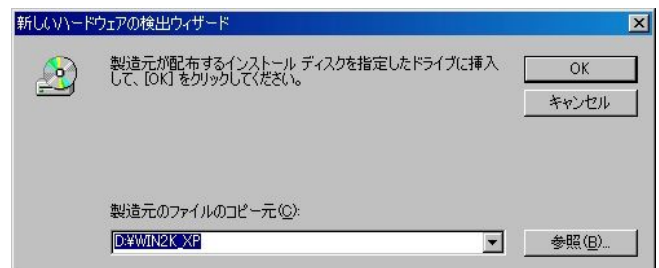 新しいハードウェアの検出ウィザード
製造元が配布するインストール ディスクを指定したドライブに挿入
して、[OK] をクリックしてください。
OK
キャンセル
製造元のファイルのコピー元(C):
D:¥WIN2K_XP
参照(B)...